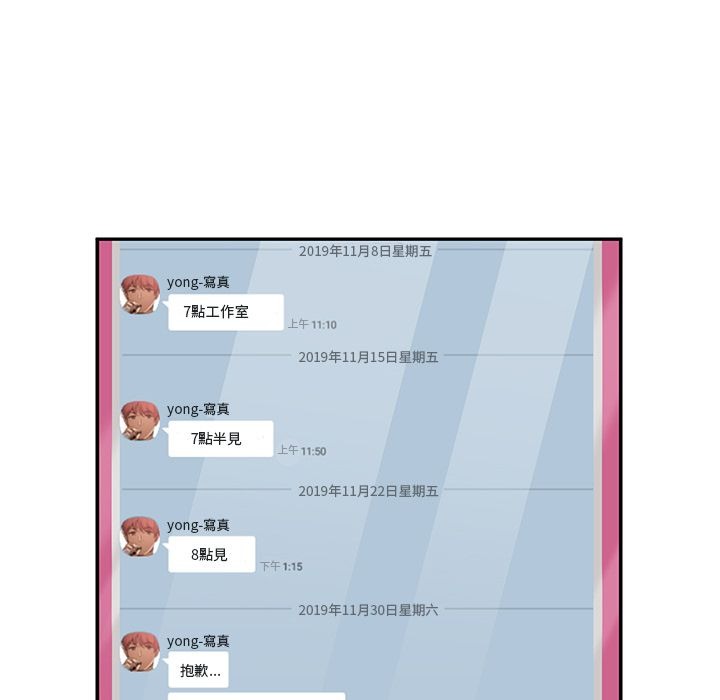 2019年11月8日星期五
yong-寫真
7點工作室
上午 11:10
2019年11月15日星期五
yong-寫真
7點半見
上午 11:50
2019年11月22日星期五
yong-寫真
8點見
下午 1:15
2019年11月30日星期六
yong-寫真
抱歉...